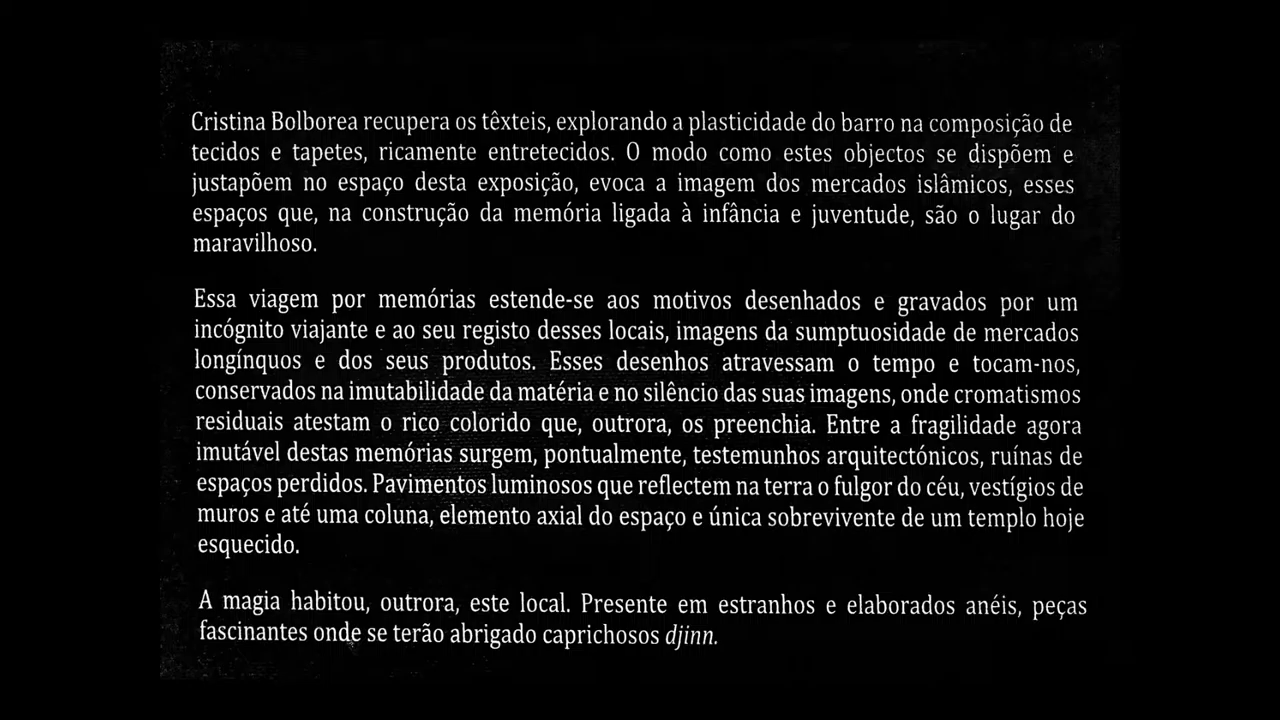 Cristina Bolborea recupera os têxteis, explorando a plasticidade do barro na composição de
tecidos e tapetes, ricamente entretecidos. O modo como estes objectos se dispõem e
justapõem no espaço desta exposição, evoca a imagem dos mercados islâmicos, esses
espaços que, na construção da memória ligada à infância e juventude, são o lugar do
maravilhoso.
Essa viagem por memórias estende-se aos motivos desenhados e gravados por um
incógnito viajante e ao seu registo desses locais, imagens da sumptuosidade de mercados
longínquos e dos seus produtos. Esses desenhos atravessam o tempo e tocam-nos,
conservados na imutabilidade da matéria e no silêncio das suas imagens, onde cromatismos
residuais atestam o rico colorido que, outrora, os preenchia. Entre a fragilidade agora
imutável destas memórias surgem, pontualmente, testemunhos arquitectónicos, ruínas de
espaços perdidos. Pavimentos luminosos que reflectem na terra o fulgor do céu, vestígios de
muros e até uma coluna, elemento axial do espaço e única sobrevivente de um templo hoje
esquecido.
A magia habitou, outrora, este local. Presente em estranhos e elaborados anéis, peças
fascinantes onde se terão abrigado caprichosos djinn.